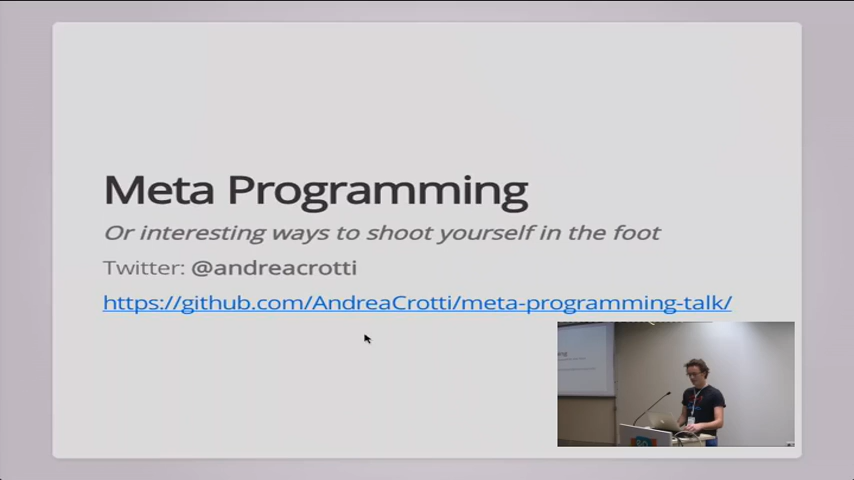 Meta Programming
Or interesting ways to shoot yourself in the foot
Twitter: @andreacrotti
https://github.com/AndreaCrotti/meta-programming-talk/